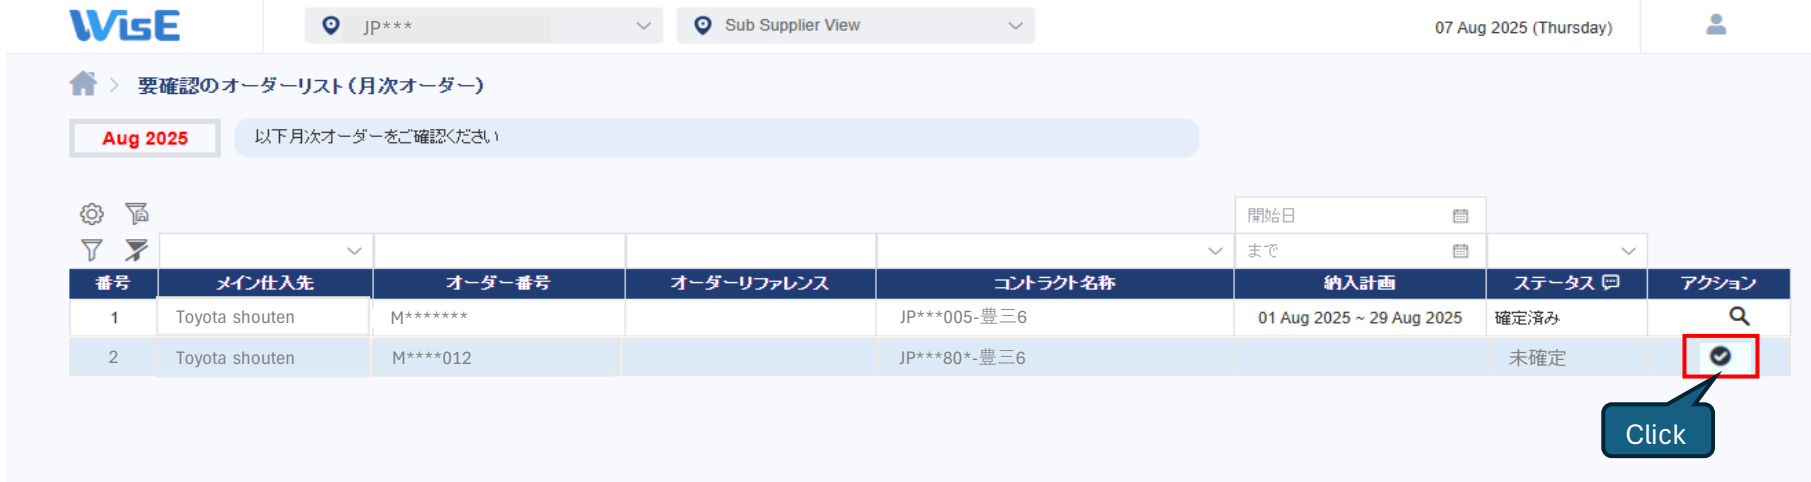 WisE JP*** Sub Supplier View 07 Aug 2025 (Thursday)
要確認のオーダーリスト(月次オーダー)
Aug 2025 以下月次オーダーをご確認ください
開始日
まで
番号 メイン仕入先 オーダー番号 オーダーリファレンス コントラクト名称 納入計画 ステータス アクション
1 Toyota shouten M******* JP***005-豊三6 01 Aug 2025 ~ 29 Aug 2025 確定済み
2 Toyota shouten M****012 JP***80*-豊三6 未確定
Click